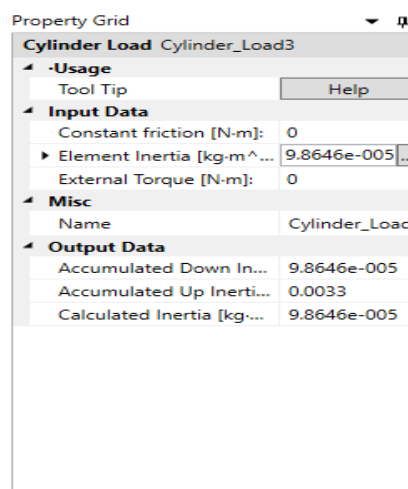 Property Grid
Cylinder Load Cylinder_Load3
·Usage
Tool Tip Help
Input Data
Constant friction [N·m]: 0
Element Inertia [kg·m^... 9.8646e-005 ...
External Torque [N·m]: 0
Misc
Name Cylinder_Load
Output Data
Accumulated Down In... 9.8646e-005
Accumulated Up Inerti... 0.0033
Calculated Inertia [kg·... 9.8646e-005